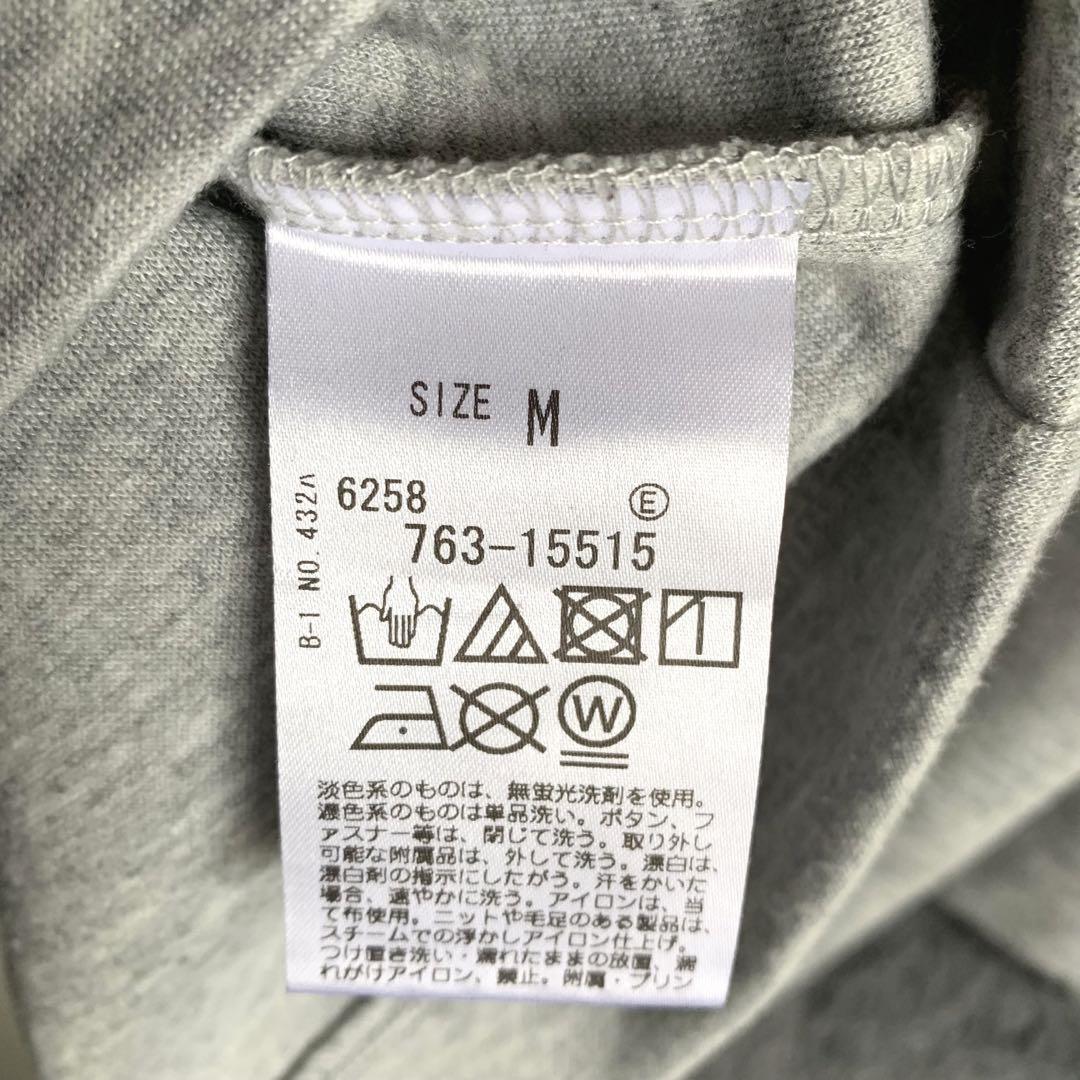 SIZE M
6258 Ⓔ
763-15515
B-1 NO.432ハ
W
淡色系のものは、無蛍光洗剤を使用。
濃色系のものは単品洗い。ボタン、フ
ァスナー等は、閉じて洗う。取り外し
可能な附属品は、外して洗う。漂白は、
漂白剤の指示にしたがう。汗をかいた
場合、速やかに洗う。アイロンは、当
て布使用。ニットや毛足のある製品は、
スチームでの浮かしアイロン仕上げ。
つけ置き洗い・濡れたままの放置、濡
れがけアイロン、禁止。附属・プリン